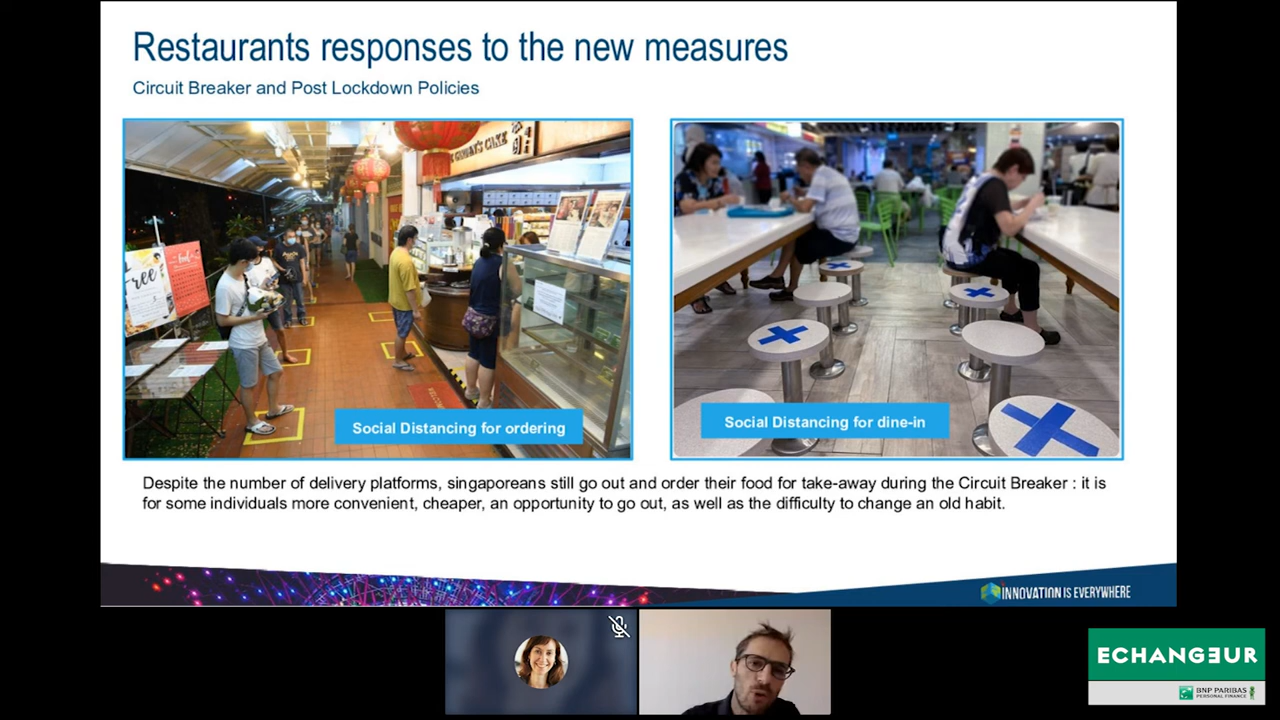 Restaurants responses to the new measures
Circuit Breaker and Post Lockdown Policies
Free
food
Social Distancing for ordering
Social Distancing for dine-in
Despite the number of delivery platforms, singaporeans still go out and order their food for take-away during the Circuit Breaker : it is
for some individuals more convenient, cheaper, an opportunity to go out, as well as the difficulty to change an old habit.
INNOVATION IS EVERYWHERE
ECHANGEUR
BNP PARIBAS
PERSONAL FINANCE